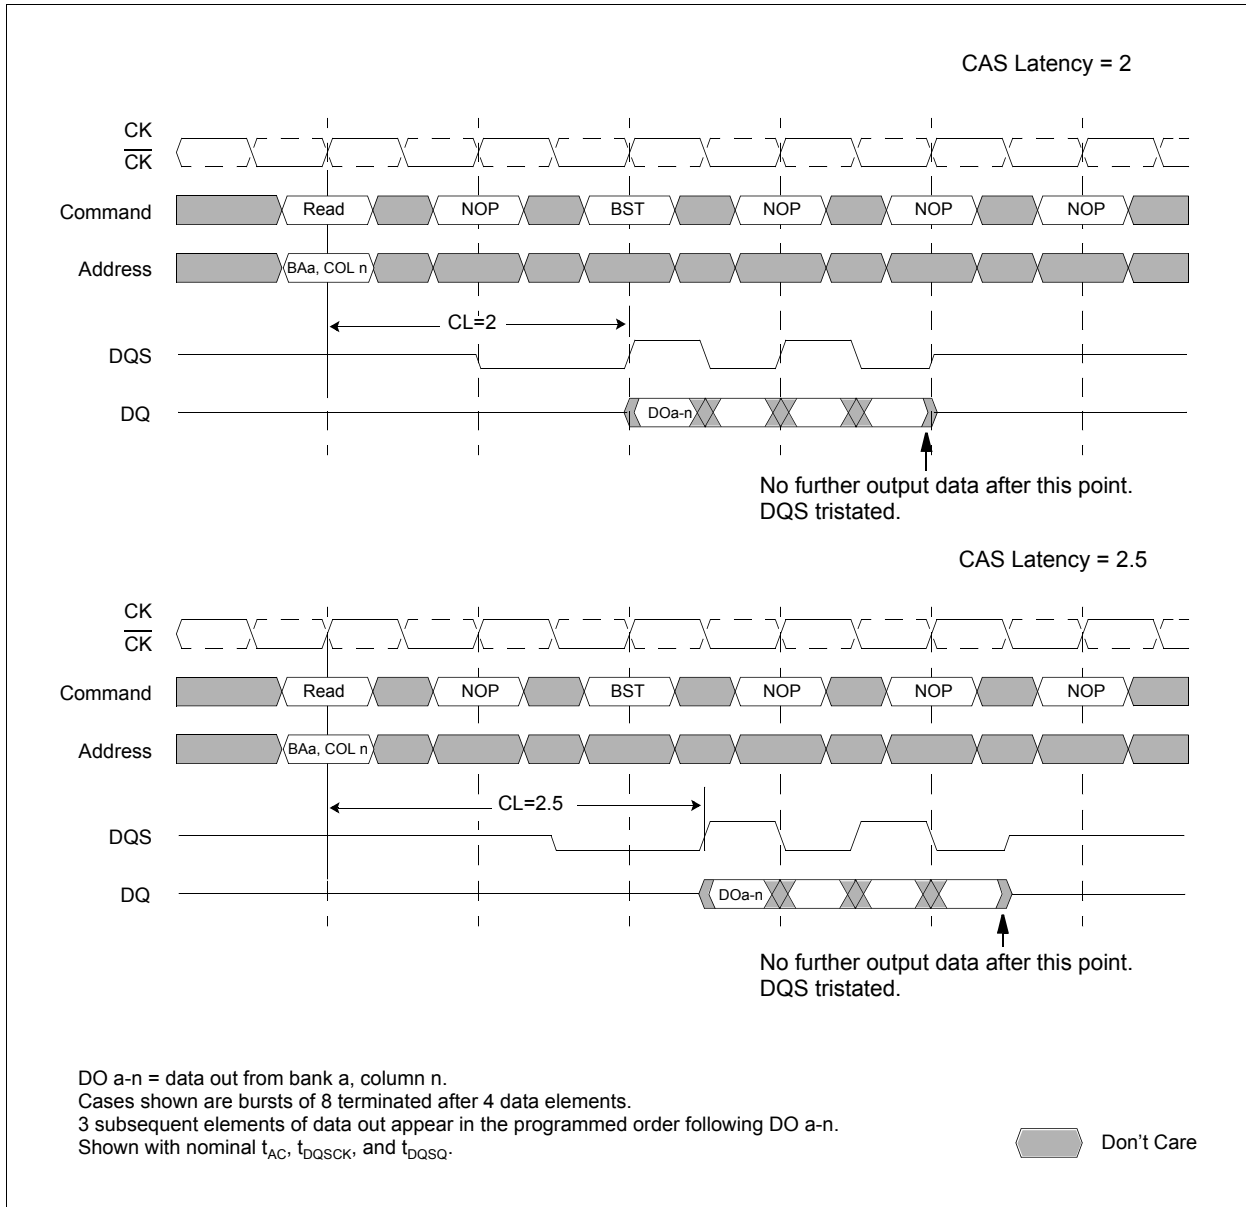 CAS Latency = 2
CK
CK
Command
Read
NOP
BST
NOP
NOP
NOP
Address
BAa, COL n
CL=2
DQS
DQ
DOa-n
No further output data after this point.
DQS tristated.
CAS Latency = 2.5
CK
CK
Command
Read
NOP
BST
NOP
NOP
NOP
Address
BAa, COL n
CL=2.5
DQS
DQ
DOa-n
No further output data after this point.
DQS tristated.
DO a-n = data out from bank a, column n.
Cases shown are bursts of 8 terminated after 4 data elements.
3 subsequent elements of data out appear in the programmed order following DO a-n.
Shown with nominal tAC, tDQSCK, and tDQSQ.
Don't Care